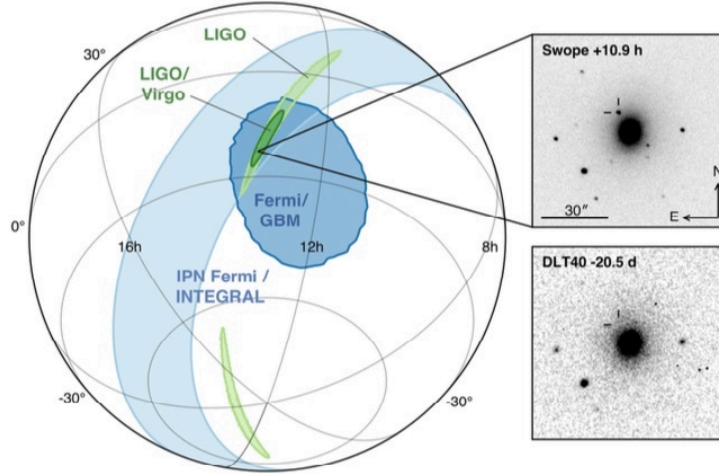 LIGO
LIGO/
Virgo
30°
0°
16h
12h
8h
Fermi/
GBM
IPN Fermi /
INTEGRAL
-30°
-30°
Swope +10.9 h
N
E
30"
DLT40 -20.5 d